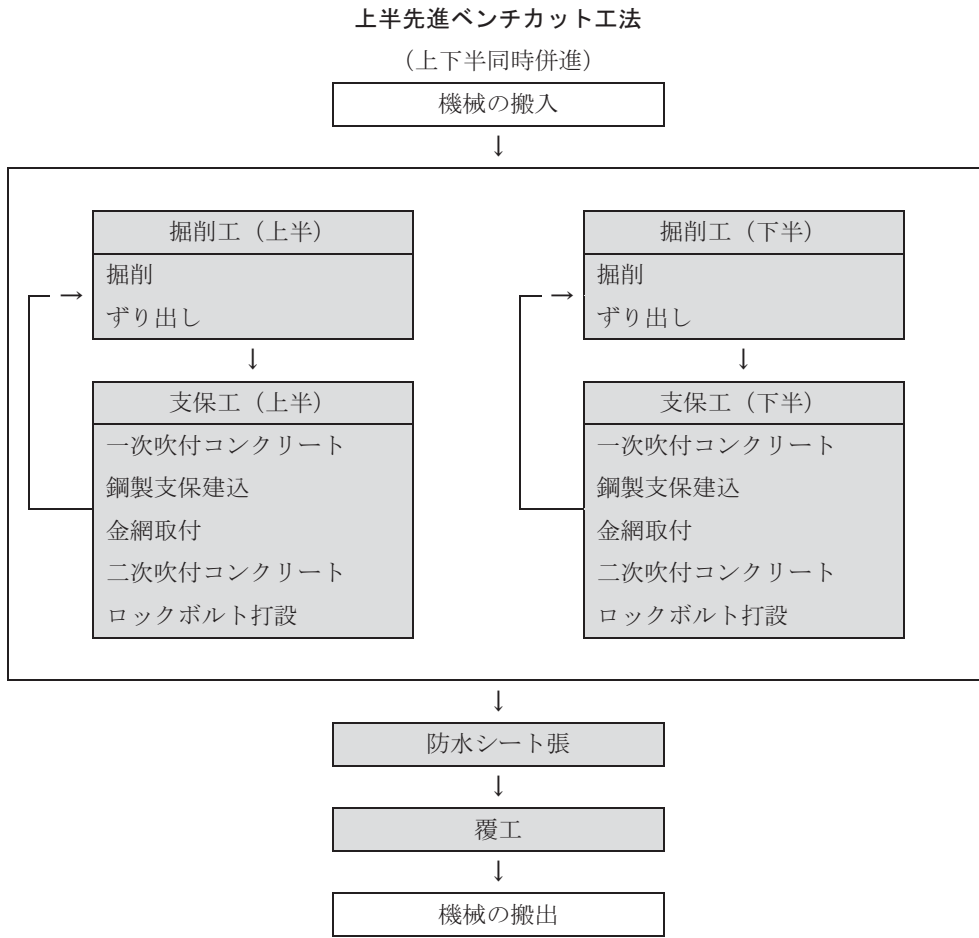 上半先進ベンチカット工法
（上下半同時併進）
機械の搬入
↓
掘削工（上半）
→ 掘削
ずり出し
↓
支保工（上半）
一次吹付コンクリート
鋼製支保建込
金網取付
二次吹付コンクリート
ロックボルト打設
掘削工（下半）
→ 掘削
ずり出し
↓
支保工（下半）
一次吹付コンクリート
鋼製支保建込
金網取付
二次吹付コンクリート
ロックボルト打設
↓
防水シート張
↓
覆工
↓
機械の搬出